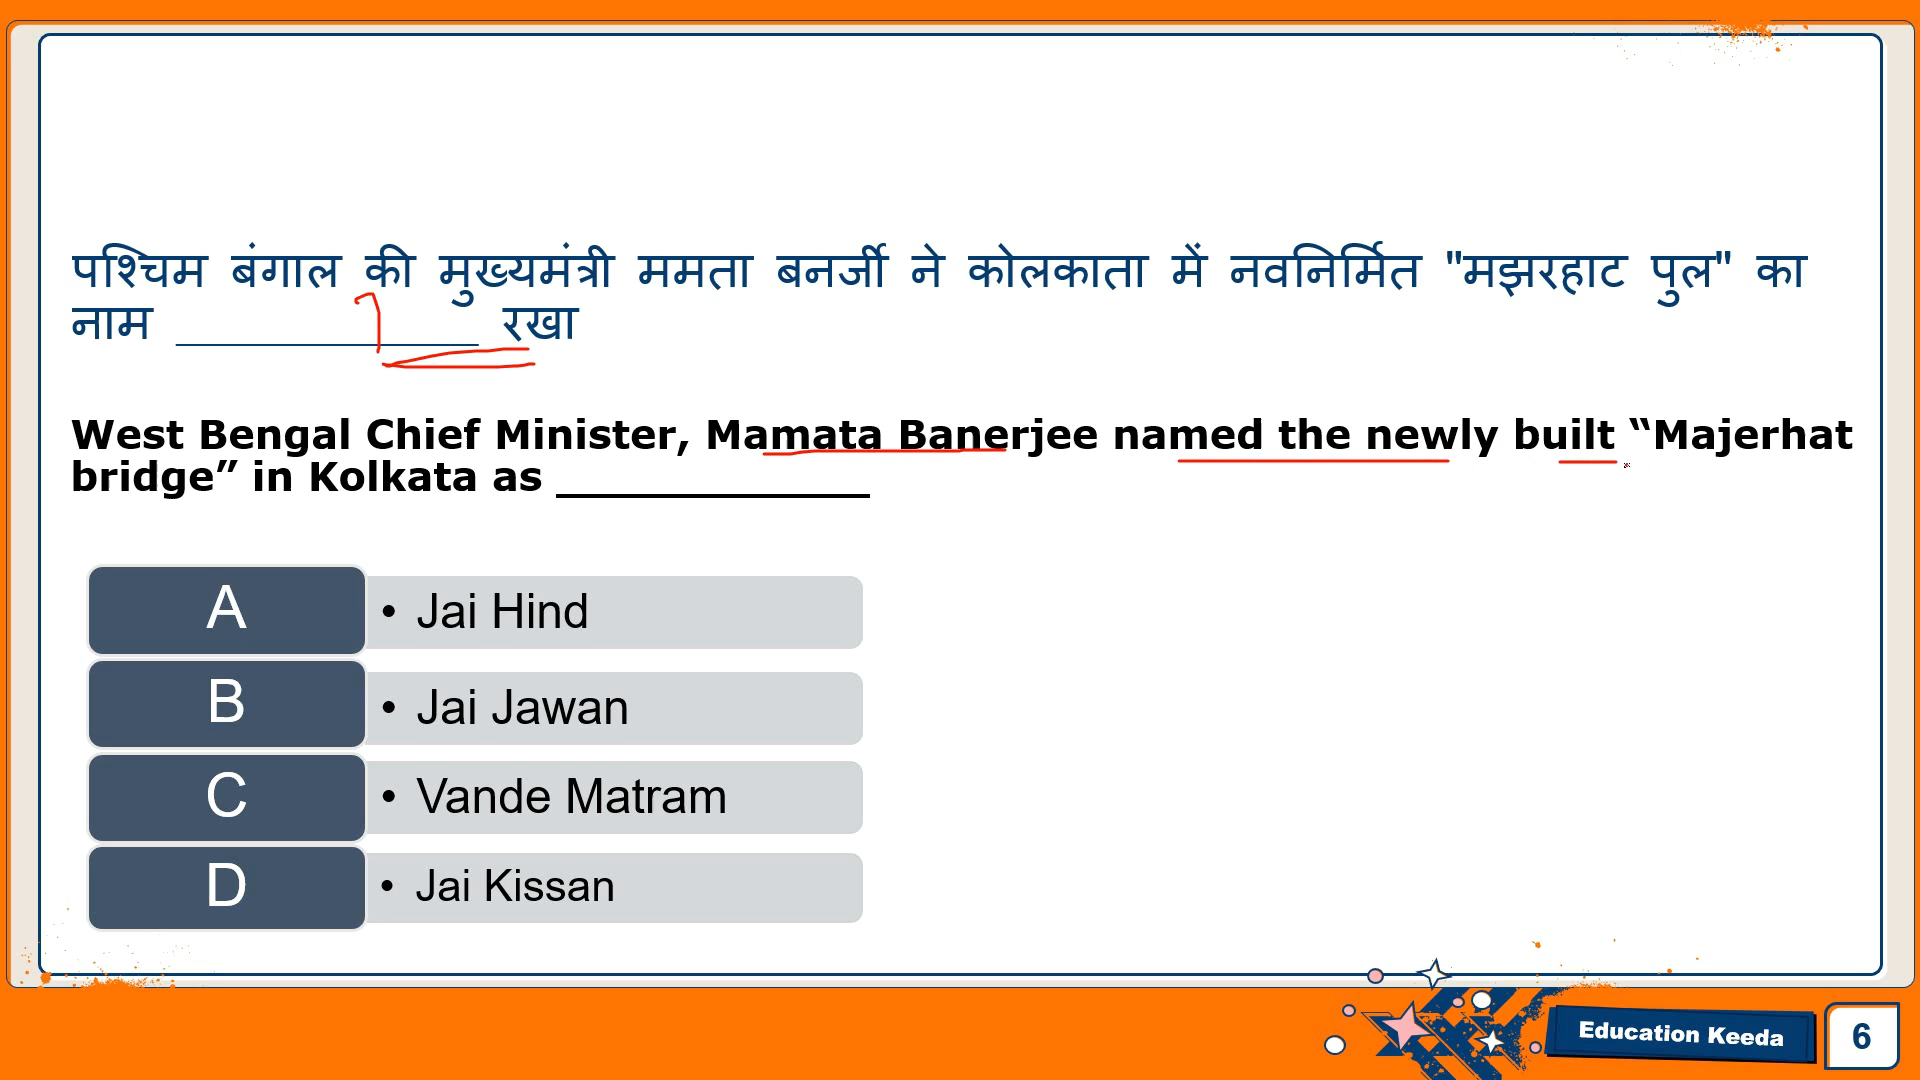 पश्चिम बंगाल की मुख्यमंत्री ममता बनर्जी ने कोलकाता में नवनिर्मित "मझरहाट पुल" का
नाम ______________ रखा
West Bengal Chief Minister, Mamata Banerjee named the newly built “Majerhat
bridge” in Kolkata as ______________
A • Jai Hind
B • Jai Jawan
C • Vande Matram
D • Jai Kissan
Education Keeda
6